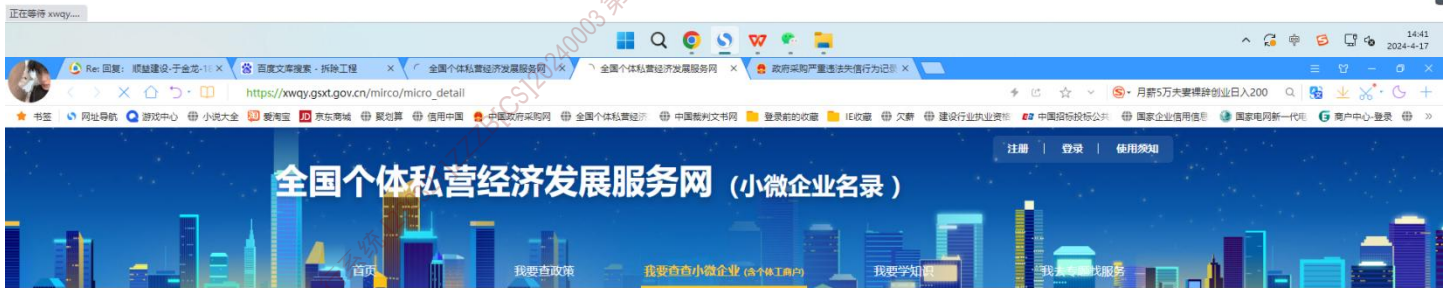 正在等待 xwqy....
14:41
2024-4-17
Re: 回复： 顺益建设-于金龙-1
百度文库搜索 - 拆除工程
全国个体私营经济发展服务网
全国个体私营经济发展服务网
政府采购严重违法失信行为记录
https://xwqy.gsxt.gov.cn/mirco/micro_detail
月薪5万夫妻裸辞创业日入200
书签 网址导航 游戏中心 小说大全 爱淘宝 京东商城 聚划算 信用中国 中国政府采购网 全国个体私营经济 中国裁判文书网 登录前的收藏 IE收藏 欠薪 建设行业执业资格 中国招标投标公共 国家企业信用信息 国家电网新一代电 商户中心-登录
注册 | 登录 | 使用须知
全国个体私营经济发展服务网（小微企业名录）
首页 我要查政策 我要查查小微企业 (含个体工商户) 我要学知识